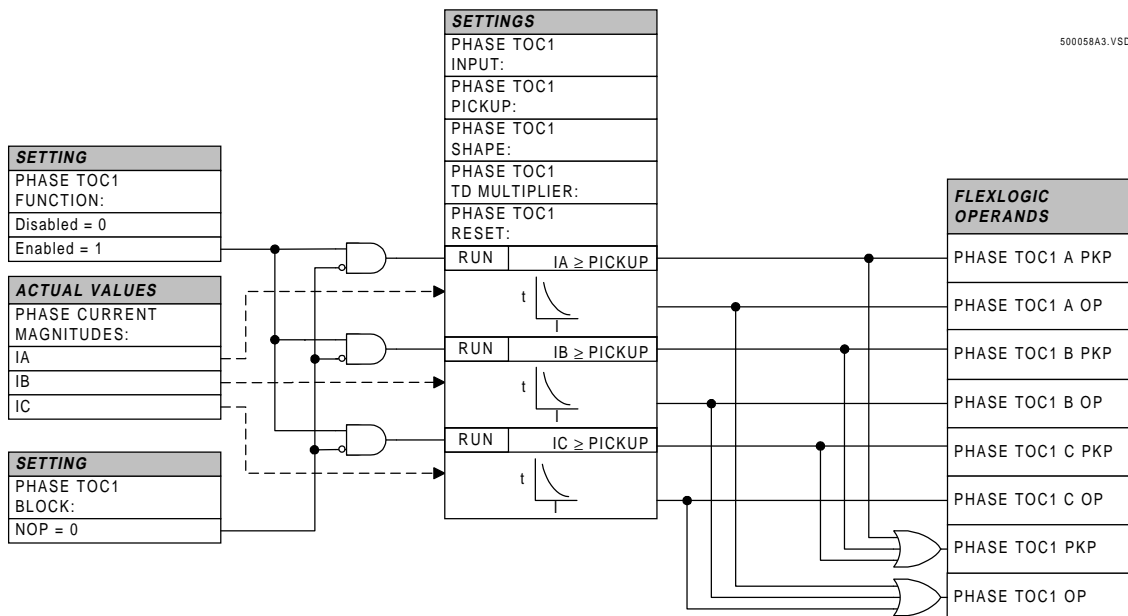 SETTINGS
PHASE TOC1
INPUT:
PHASE TOC1
PICKUP:
PHASE TOC1
SHAPE:
PHASE TOC1
TD MULTIPLIER:
PHASE TOC1
RESET:
500058A3.VSD
SETTING
PHASE TOC1
FUNCTION:
Disabled = 0
Enabled = 1
ACTUAL VALUES
PHASE CURRENT
MAGNITUDES:
IA
IB
IC
SETTING
PHASE TOC1
BLOCK:
NOP = 0
RUN IA ≥ PICKUP
t
I
RUN IB ≥ PICKUP
t
I
RUN IC ≥ PICKUP
t
I
FLEXLOGIC
OPERANDS
PHASE TOC1 A PKP
PHASE TOC1 A OP
PHASE TOC1 B PKP
PHASE TOC1 B OP
PHASE TOC1 C PKP
PHASE TOC1 C OP
PHASE TOC1 PKP
PHASE TOC1 OP